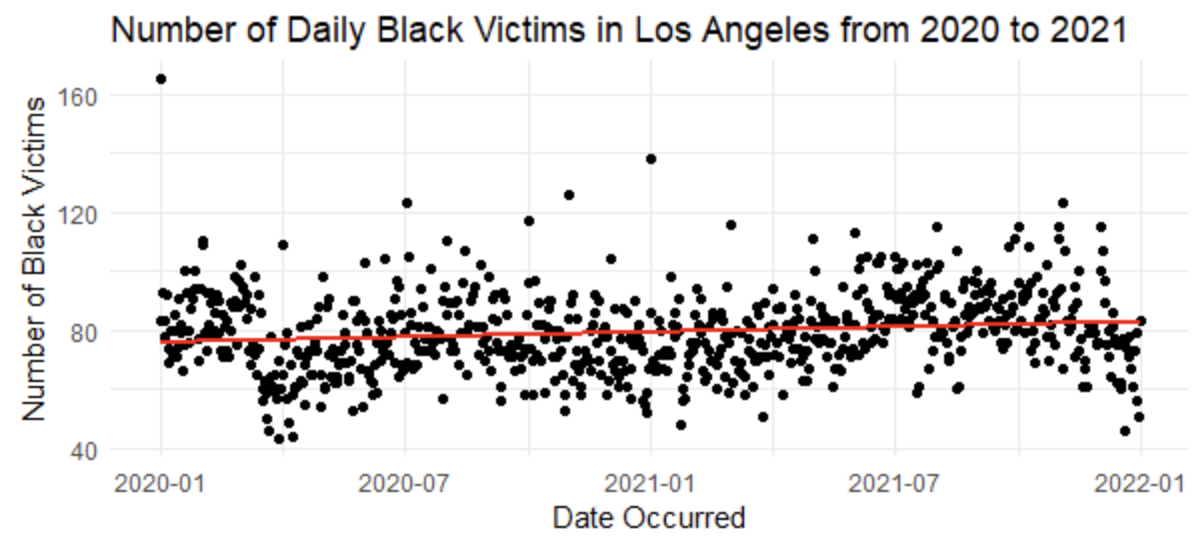 Number of Daily Black Victims in Los Angeles from 2020 to 2021
Number of Black Victims
160
120
80
40
2020-01 2020-07 2021-01 2021-07 2022-01
Date Occurred